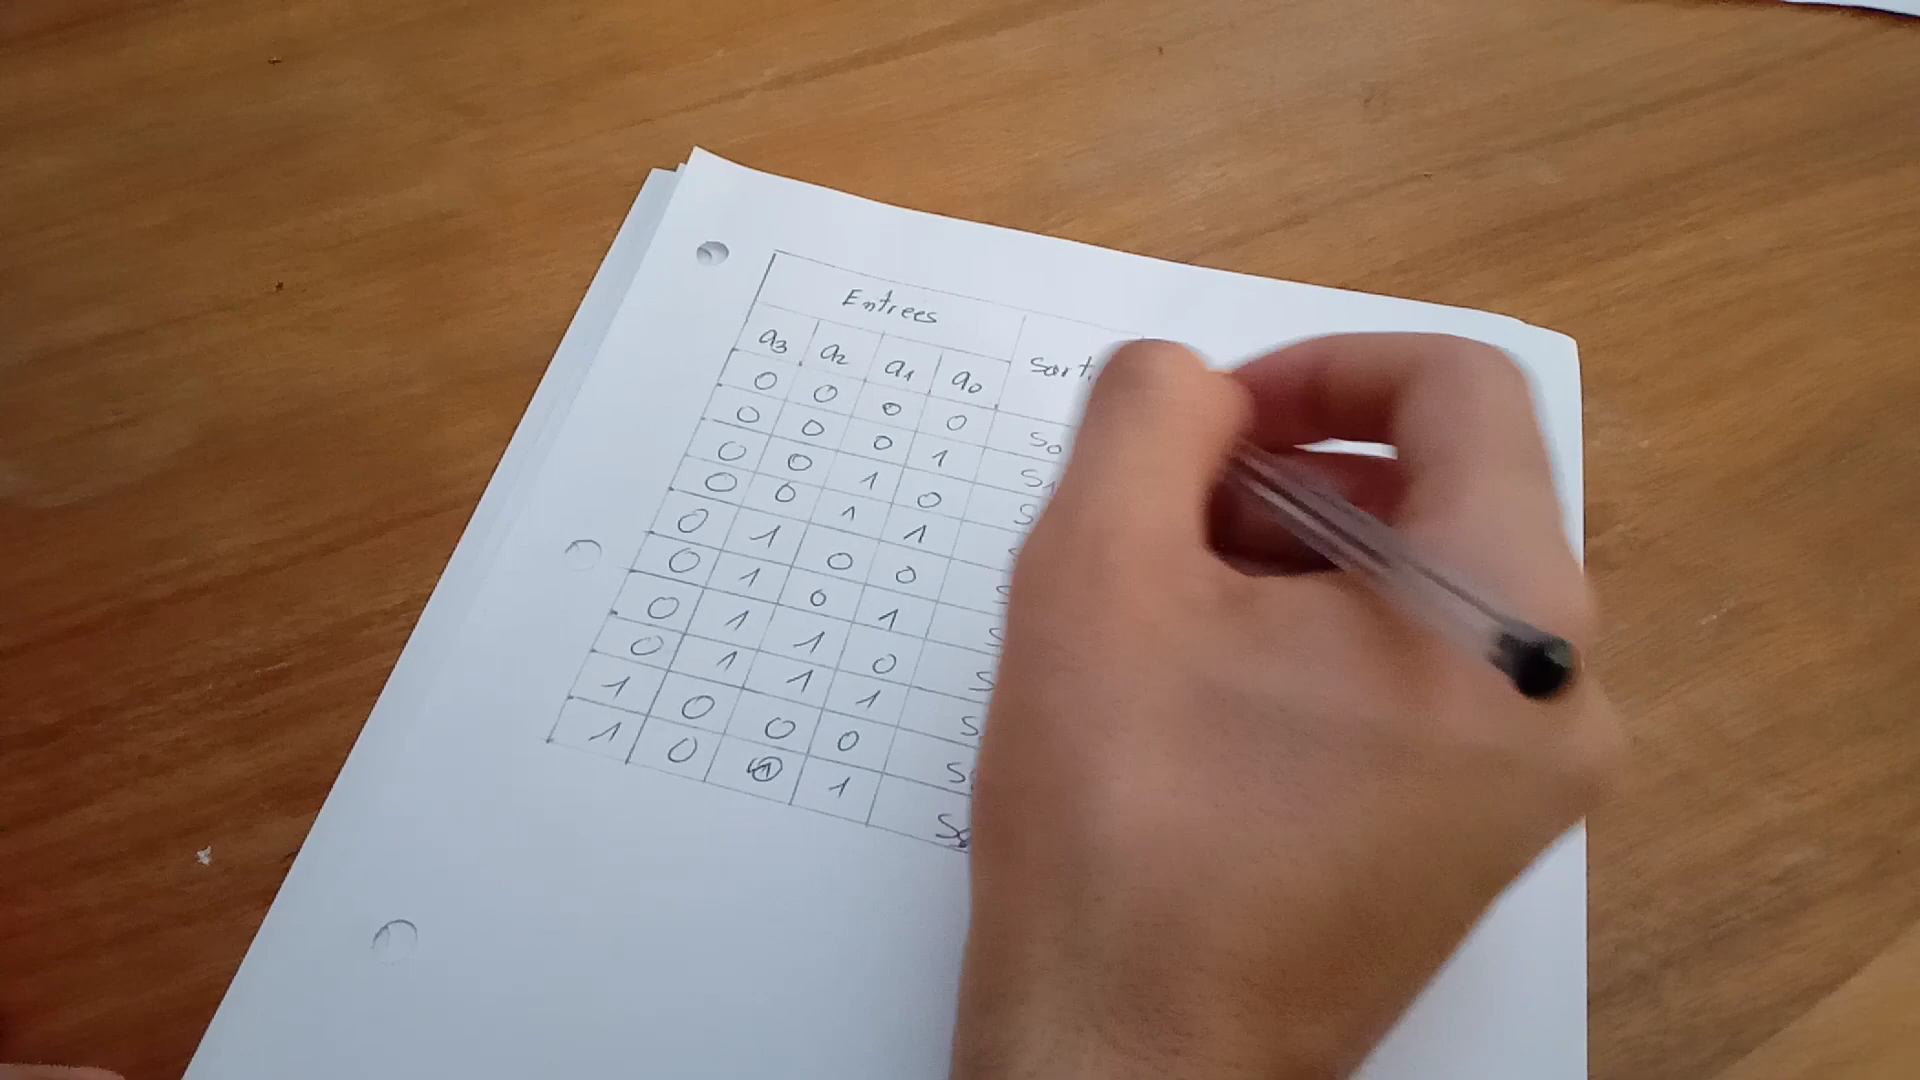 Entrees
a3 a2 a1 a0
0 0 0 0 S0
0 0 0 1 S1
0 0 1 0 S
0 0 1 1
0 1 0 0 S
0 1 0 1 S
0 1 1 0 S
0 1 1 1 S
1 0 0 0 S
1 0 1 S